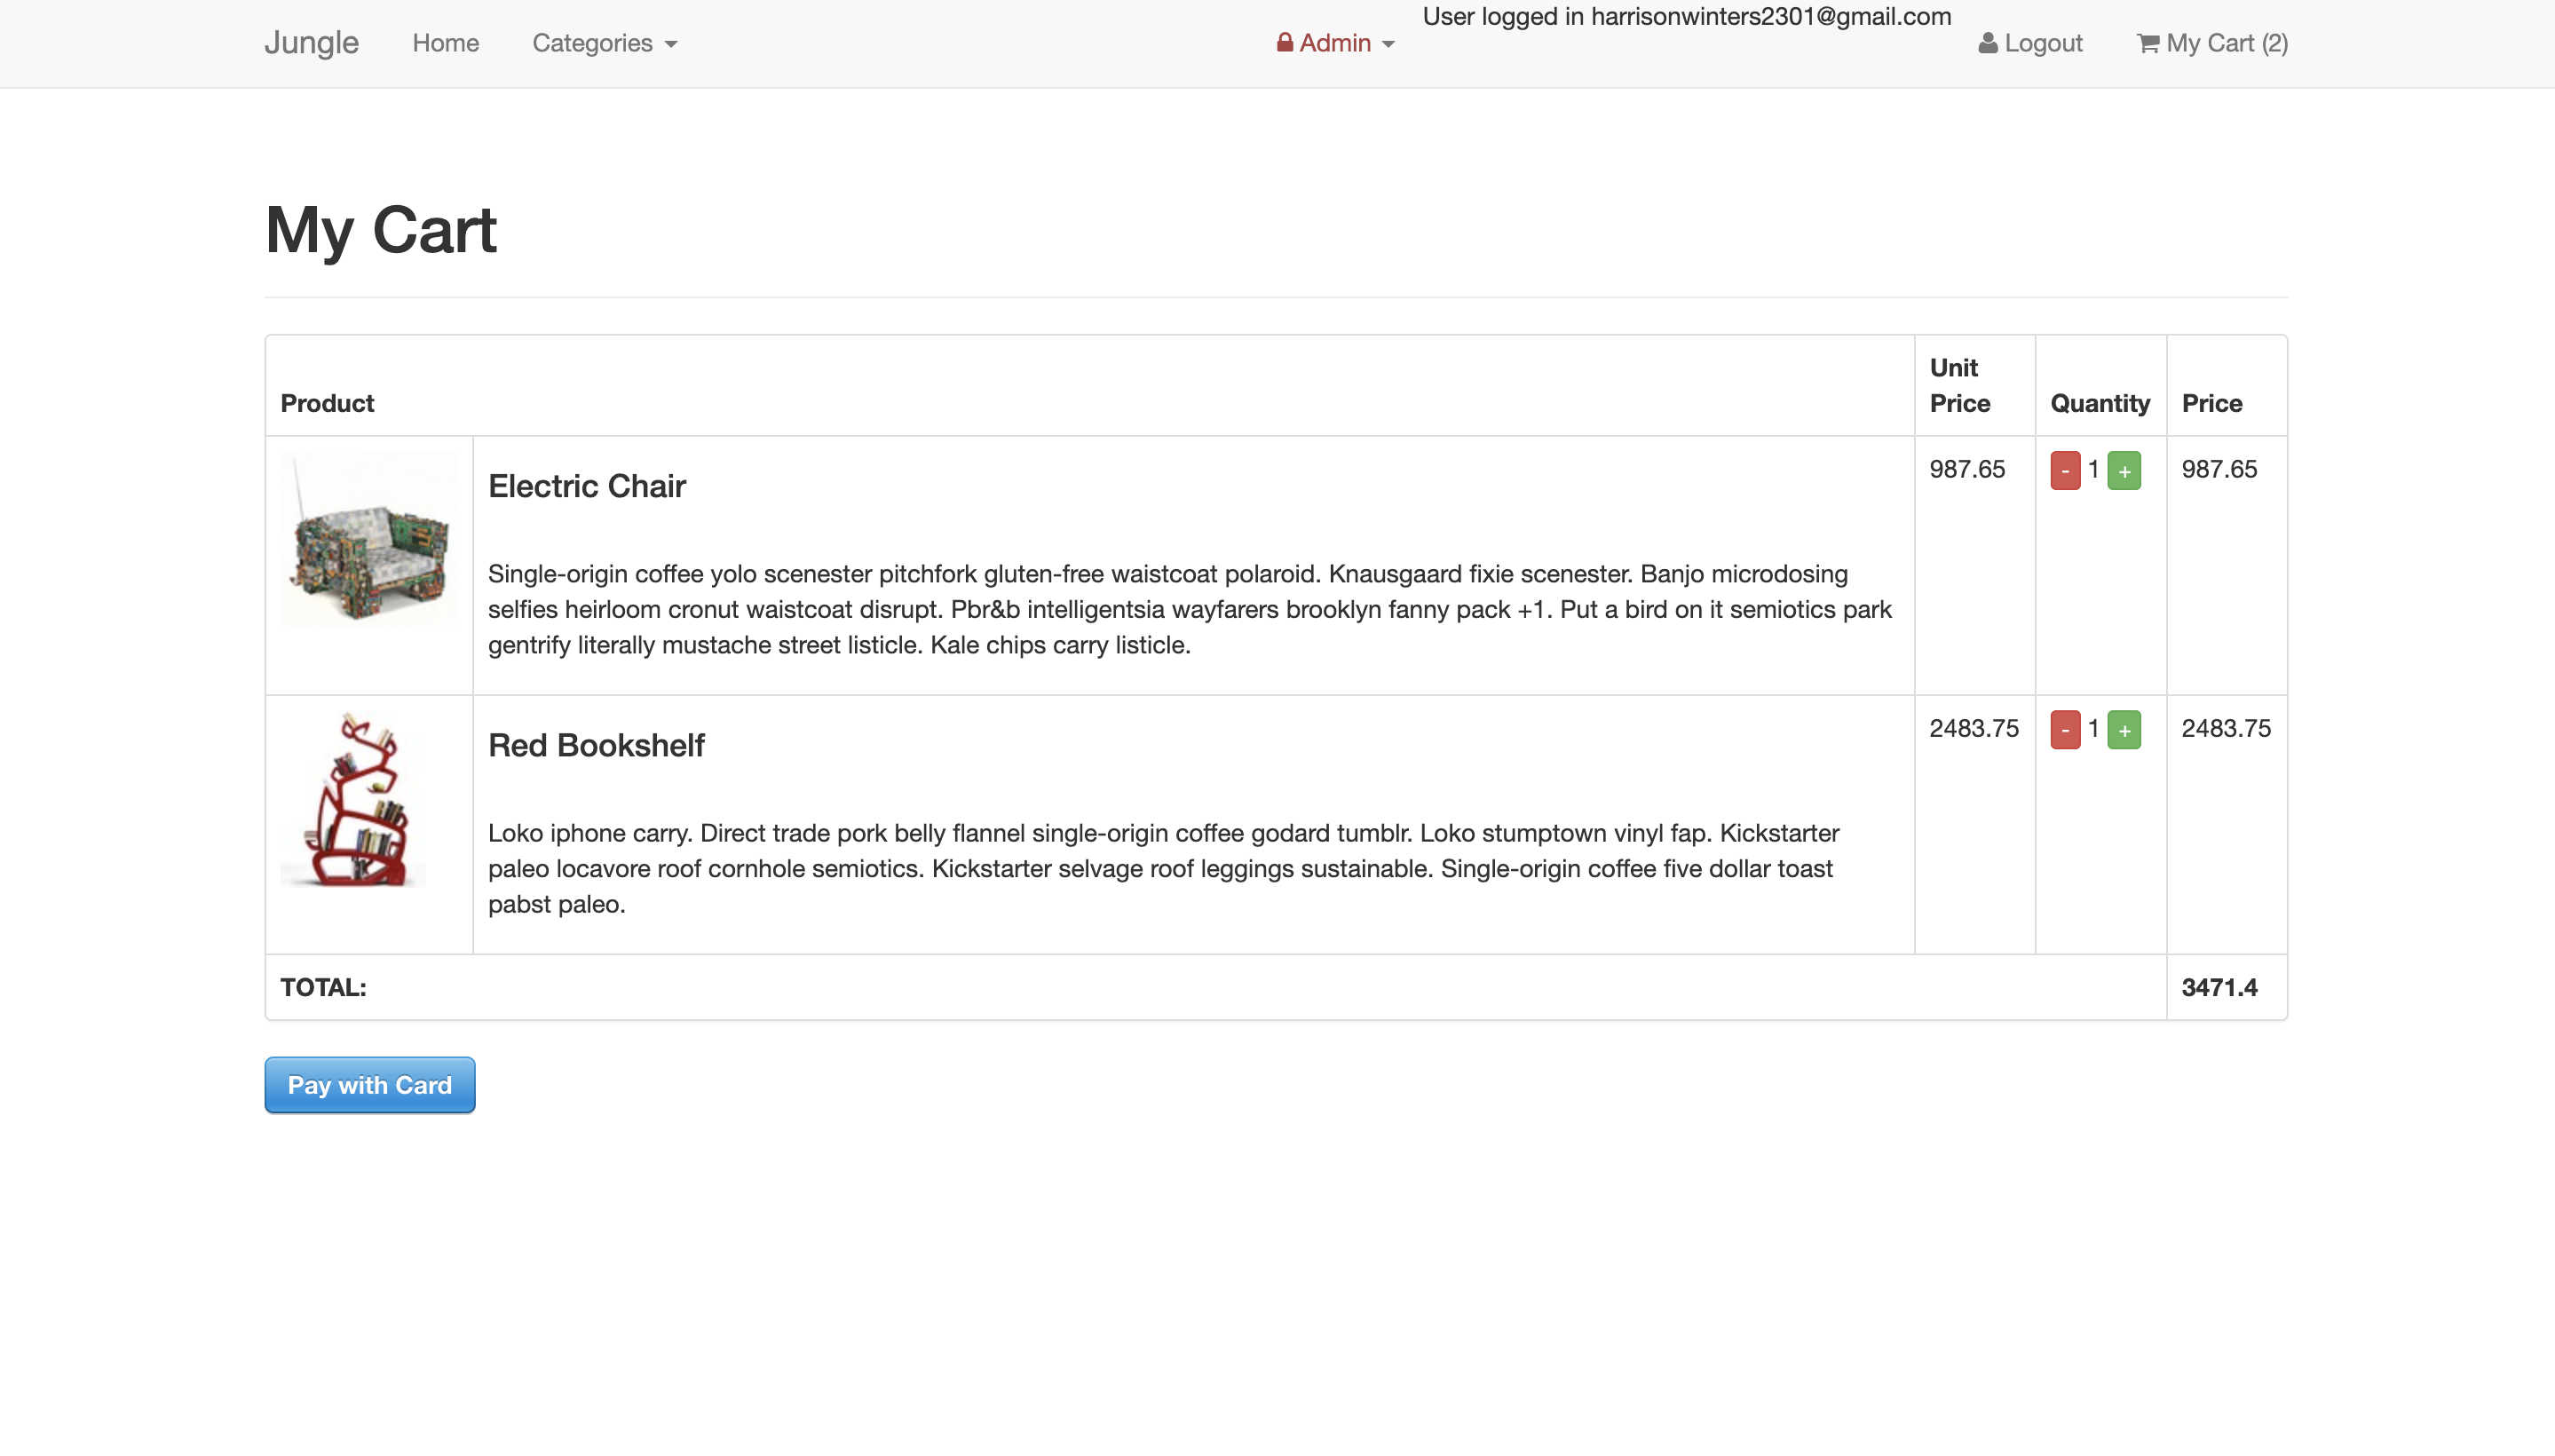 User logged in harrisonwinters2301@gmail.com
Jungle Home Categories Admin Logout My Cart (2)
My Cart
Product Unit Price Quantity Price
Electric Chair 987.65 - 1 + 987.65
Single-origin coffee yolo scenester pitchfork gluten-free waistcoat polaroid. Knausgaard fixie scenester. Banjo microdosing
selfies heirloom cronut waistcoat disrupt. Pbr&b intelligentsia wayfarers brooklyn fanny pack +1. Put a bird on it semiotics park
gentrify literally mustache street listicle. Kale chips carry listicle.
Red Bookshelf 2483.75 - 1 + 2483.75
Loko iphone carry. Direct trade pork belly flannel single-origin coffee godard tumblr. Loko stumptown vinyl fap. Kickstarter
paleo locavore roof cornhole semiotics. Kickstarter selvage roof leggings sustainable. Single-origin coffee five dollar toast
pabst paleo.
TOTAL: 3471.4
Pay with Card